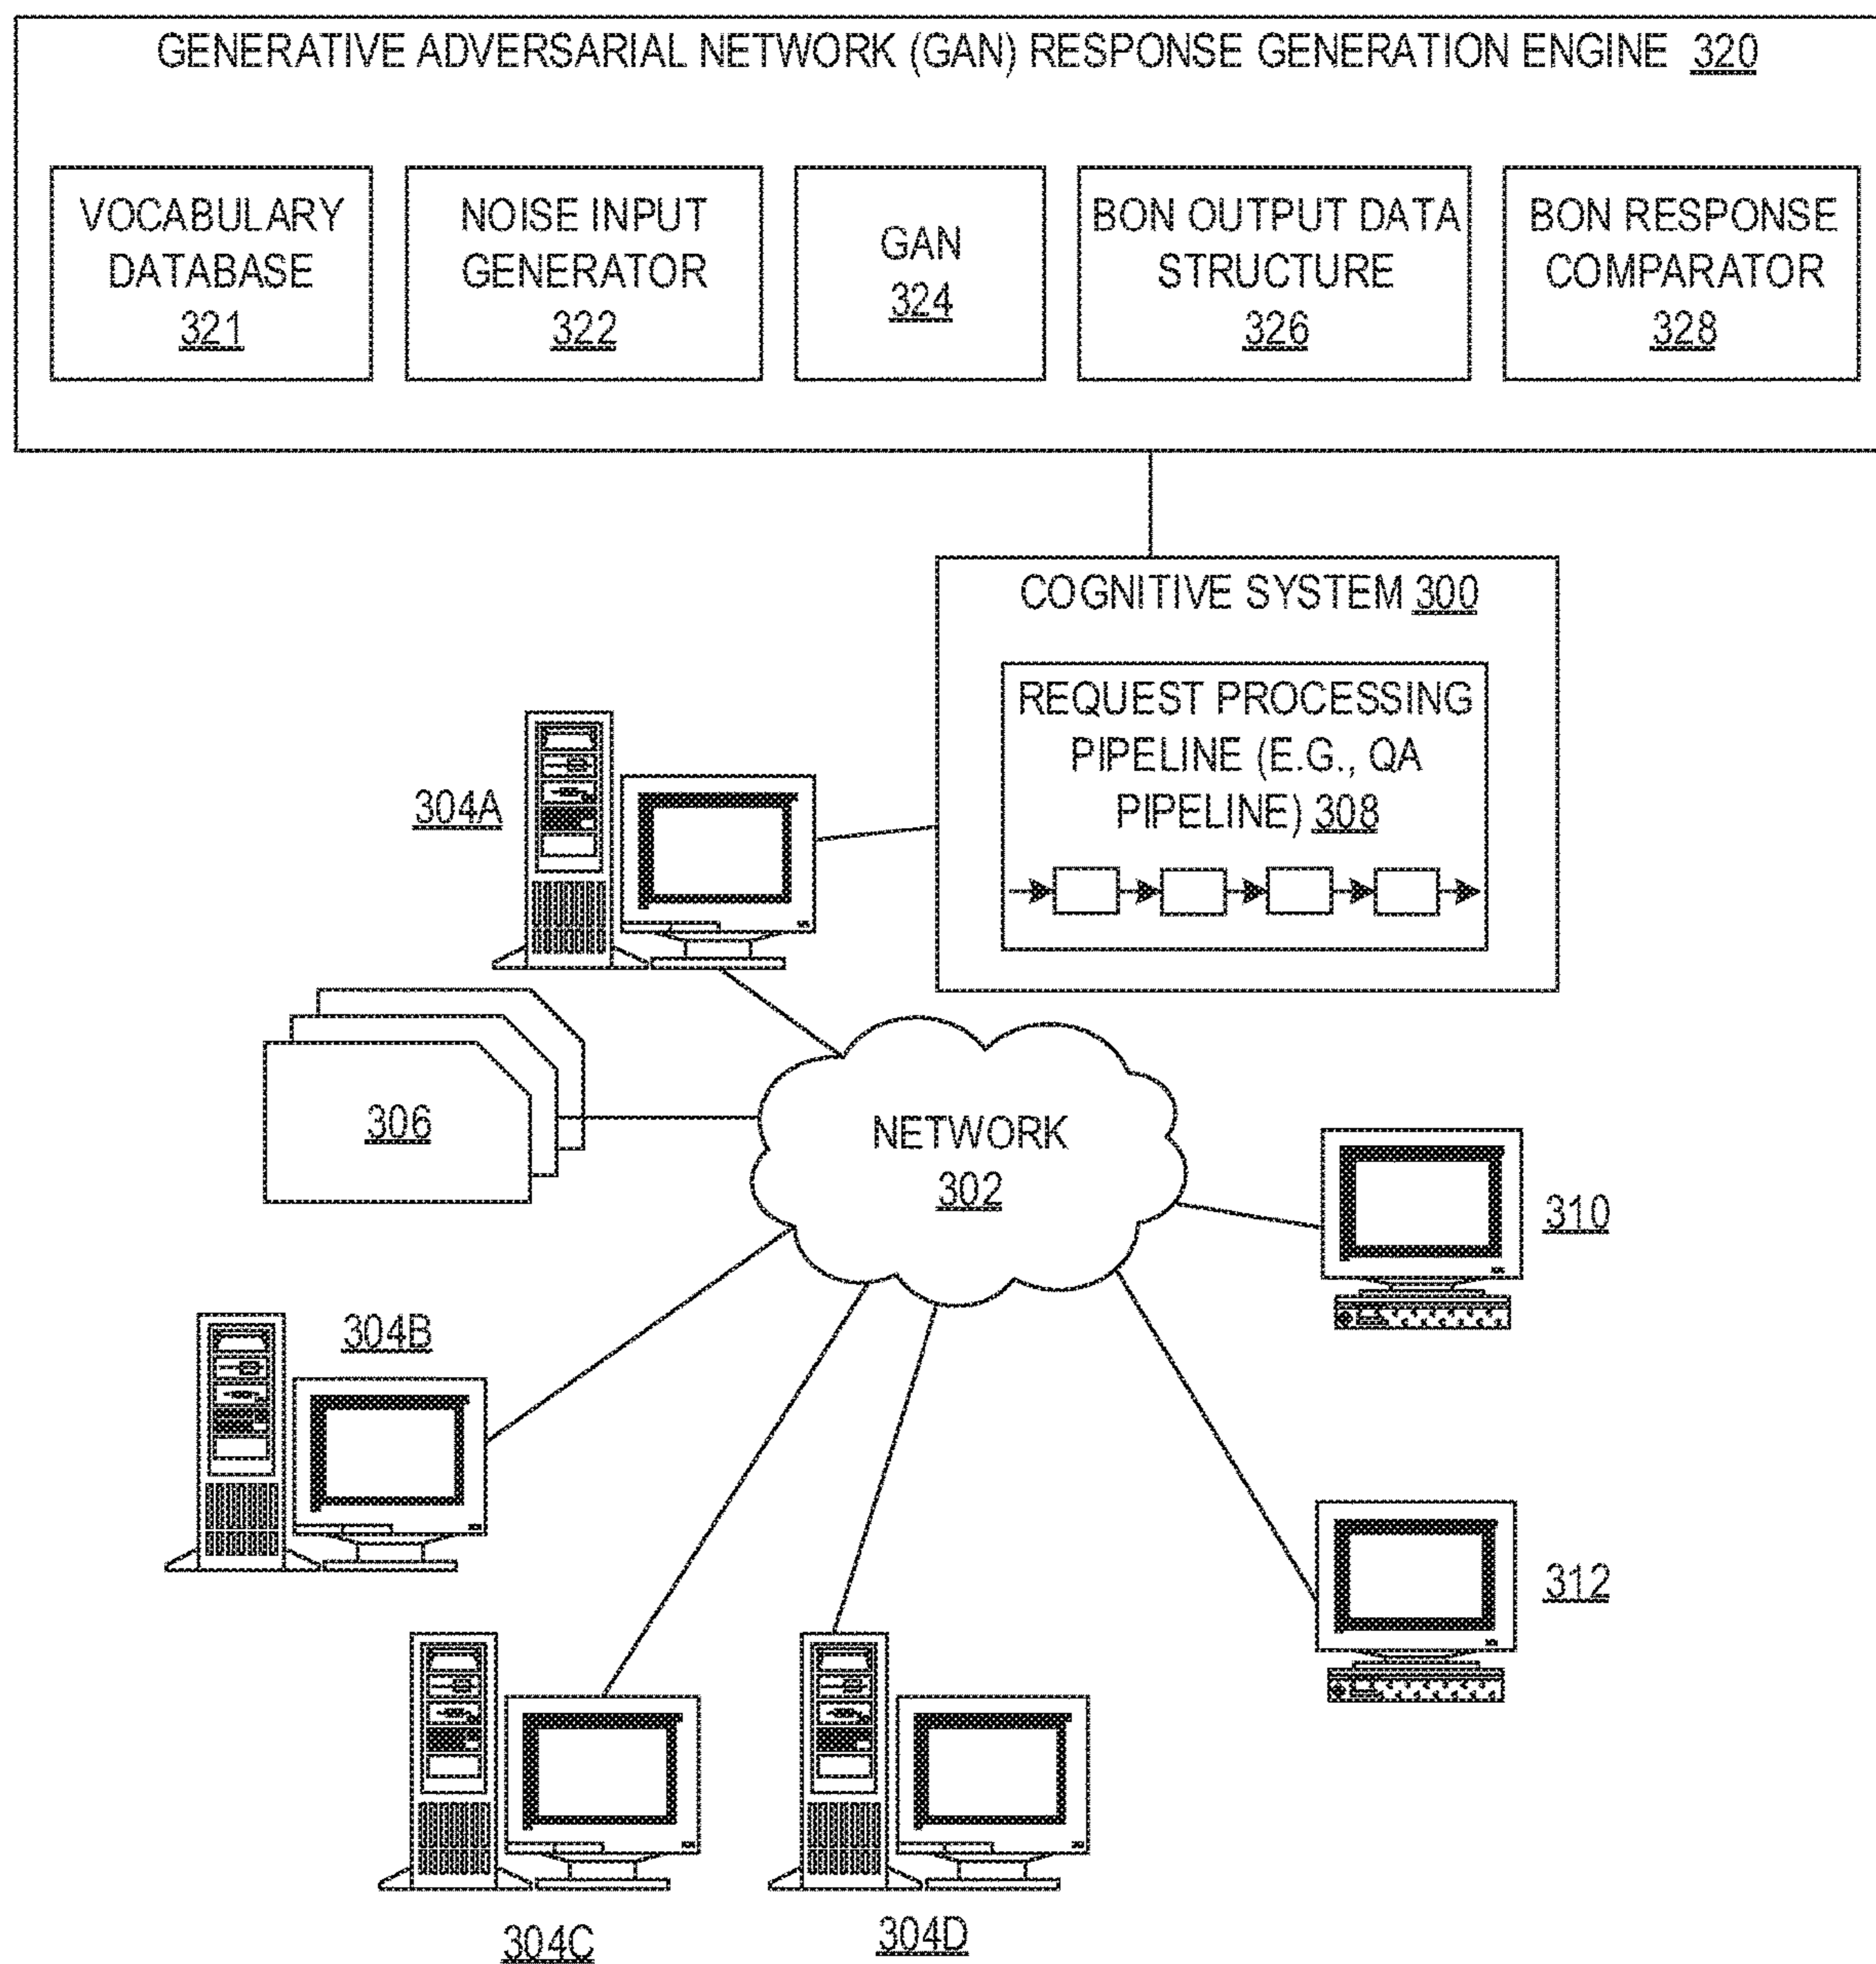 GENERATIVE ADVERSARIAL NETWORK (GAN) RESPONSE GENERATION ENGINE 320
VOCABULARY
DATABASE
321
NOISE INPUT
GENERATOR
322
GAN
324
BON OUTPUT DATA
STRUCTURE
326
BON RESPONSE
COMPARATOR
328
COGNITIVE SYSTEM 300
REQUEST PROCESSING
PIPELINE (E.G., QA
PIPELINE) 308
304A
306
NETWORK
302
310
304B
312
304C
304D